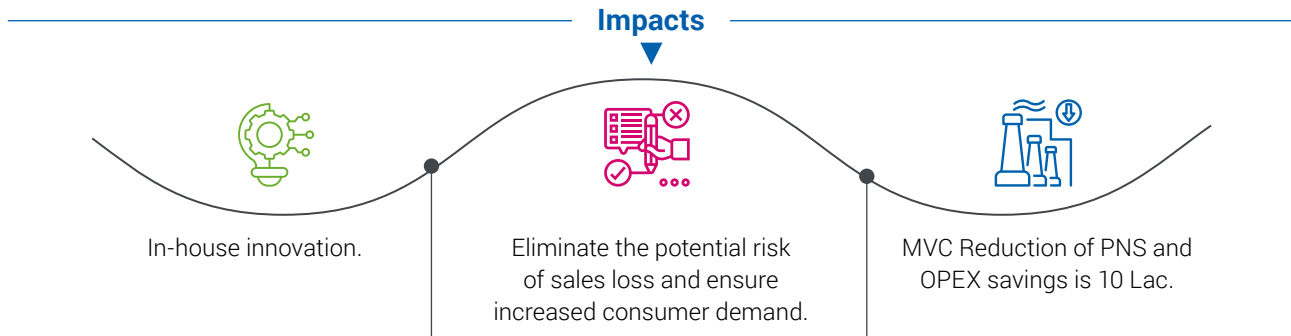 Impacts
In-house innovation.
Eliminate the potential risk
of sales loss and ensure
increased consumer demand.
MVC Reduction of PNS and
OPEX savings is 10 Lac.